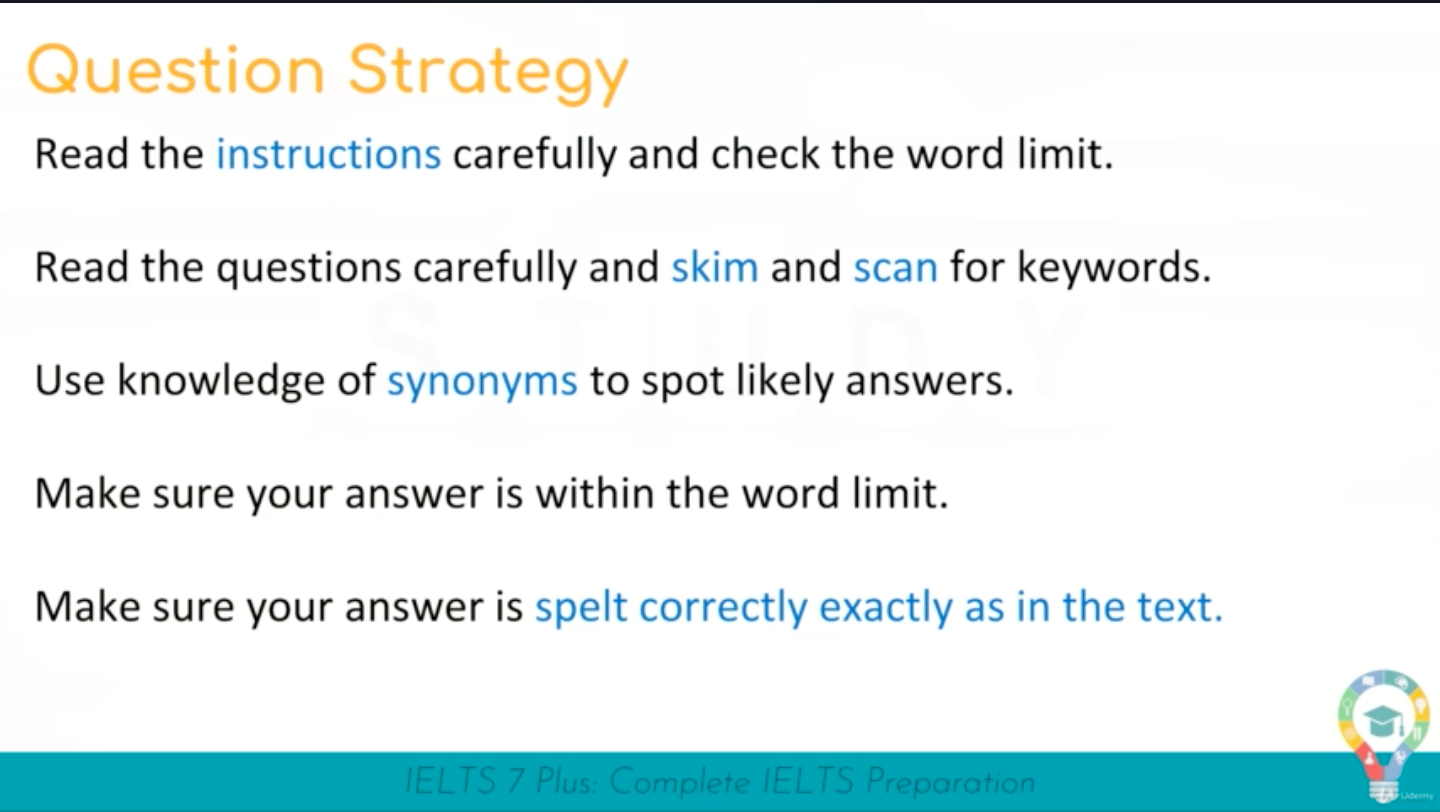 Question Strategy
Read the instructions carefully and check the word limit.
Read the questions carefully and skim and scan for keywords.
Use knowledge of synonyms to spot likely answers.
Make sure your answer is within the word limit.
Make sure your answer is spelt correctly exactly as in the text.
STUDY
IELTS 7 Plus: Complete IELTS Preparation
Udemy